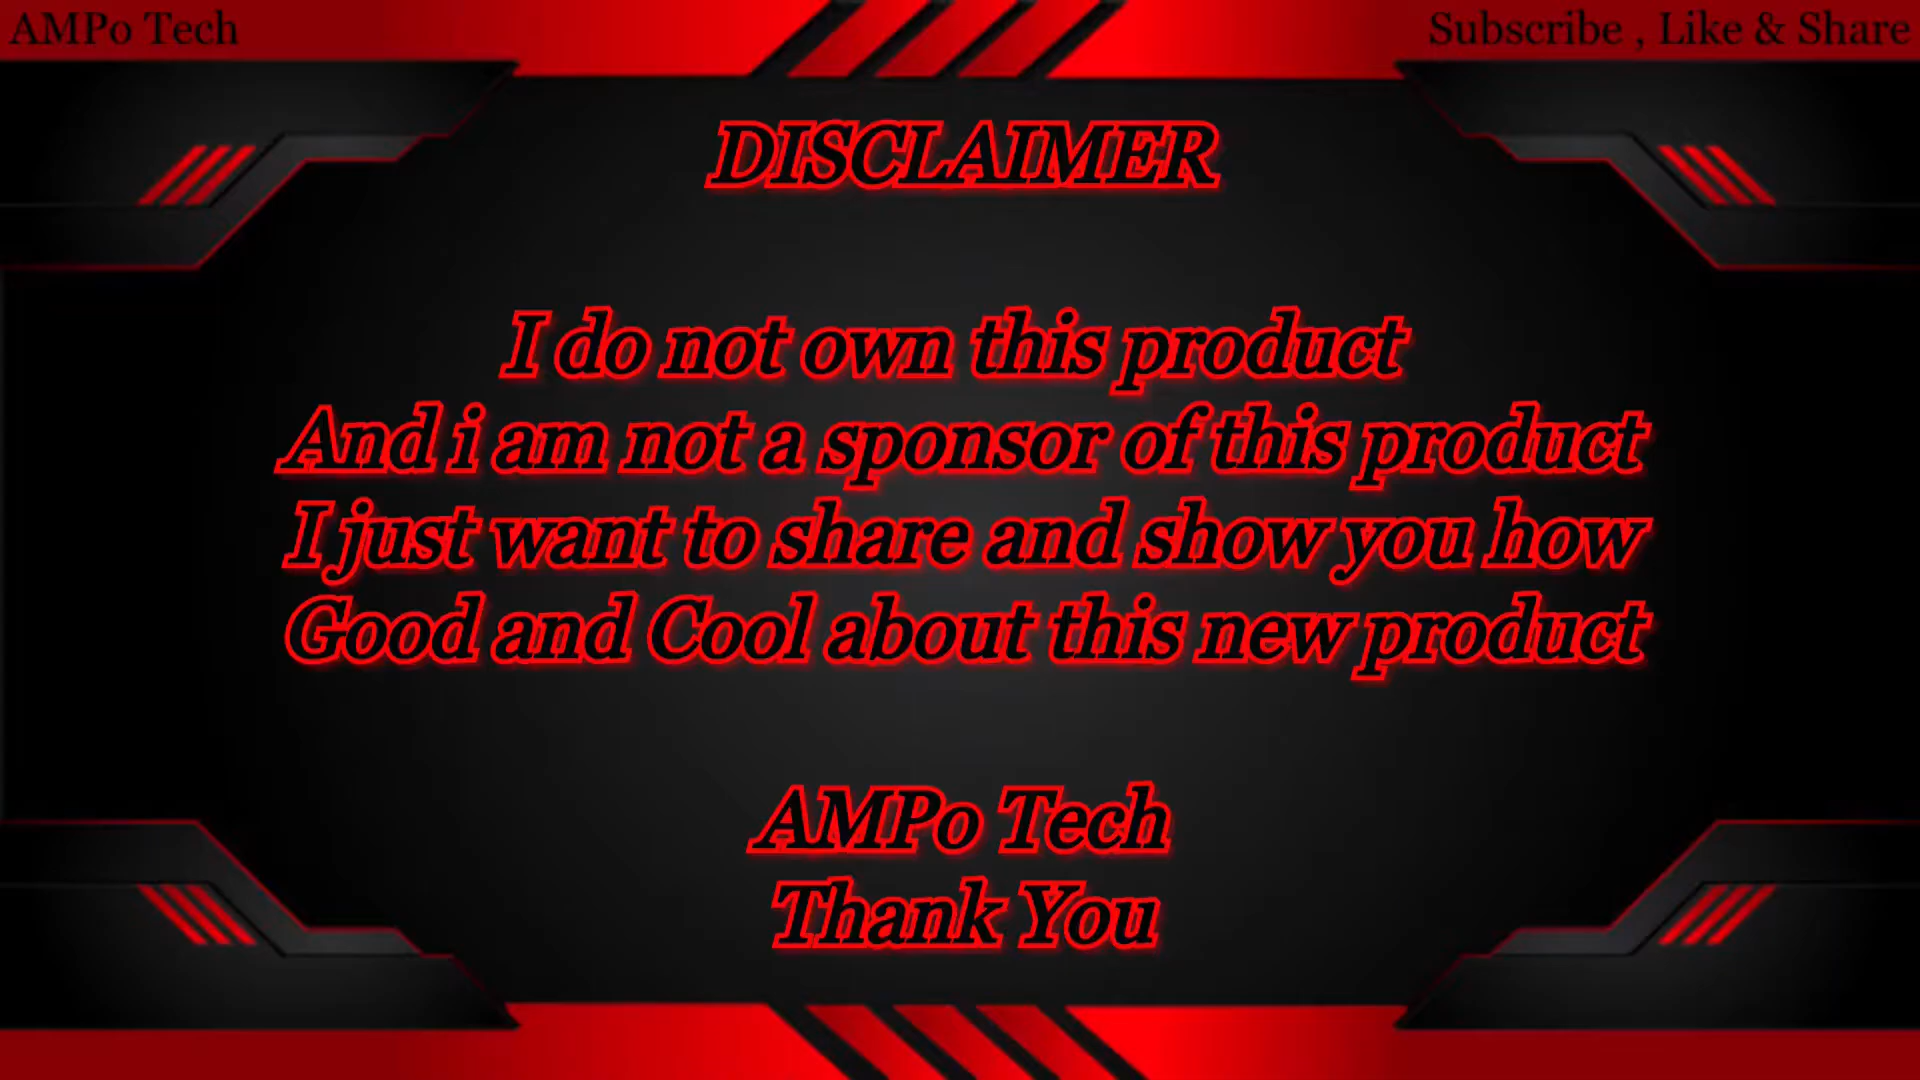 AMPo Tech
Subscribe , Like & Share
DISCLAIMER
I do not own this product
And i am not a sponsor of this product
I just want to share and show you how
Good and Cool about this new product
AMPo Tech
Thank You